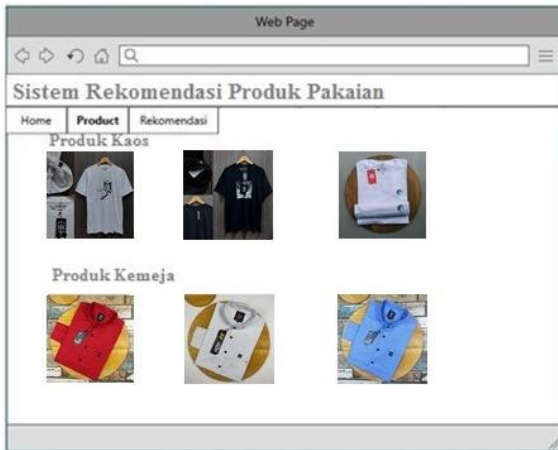 Web Page
Sistem Rekomendasi Produk Pakaian
Home Product Rekomendasi
Produk Kaos
Produk Kemeja